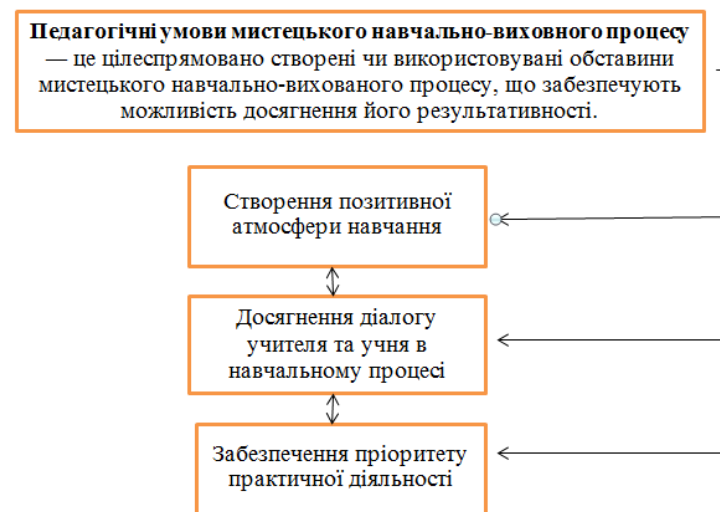 Педагогічні умови мистецького навчально-виховного процесу
— це цілеспрямовано створені чи використовувані обставини
мистецького навчально-вихованого процесу, що забезпечують
можливість досягнення його результативності.
Створення позитивної
атмосфери навчання
Досягнення діалогу
учителя та учня в
навчальному процесі
Забезпечення пріоритету
практичної діяльності